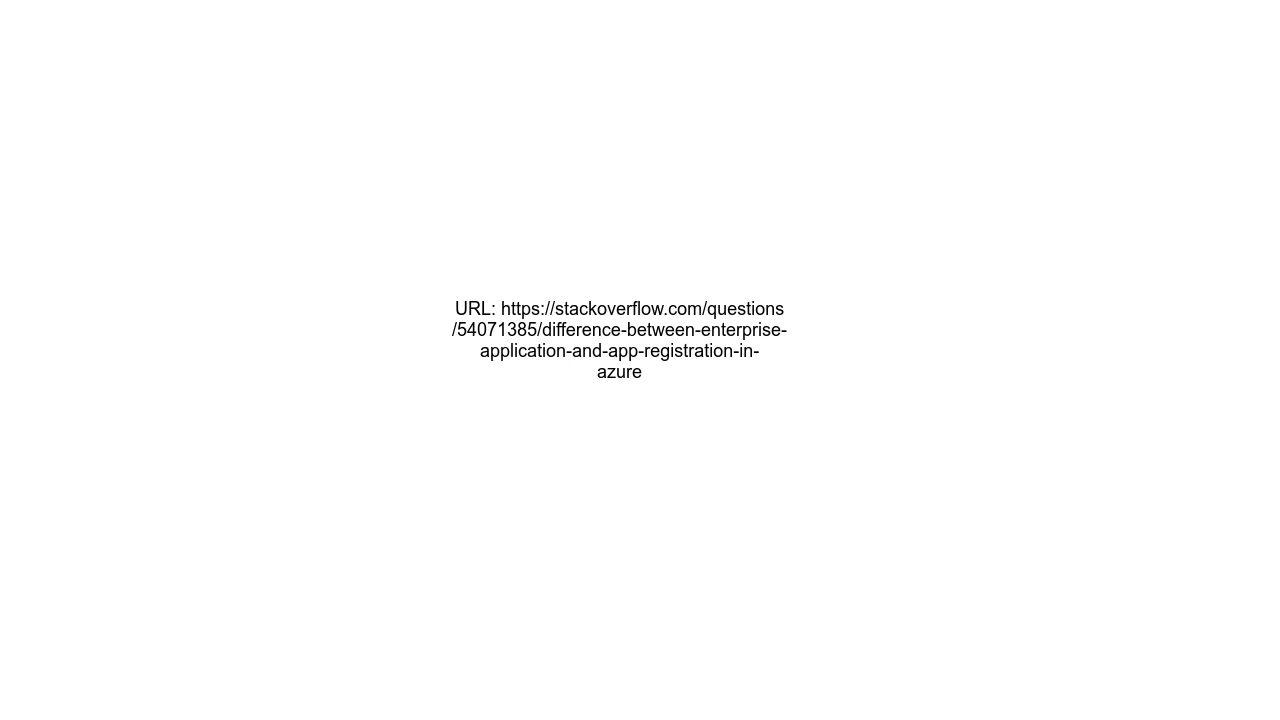 URL: https://stackoverflow.com/questions
/54071385/difference-between-enterprise-
application-and-app-registration-in-
azure